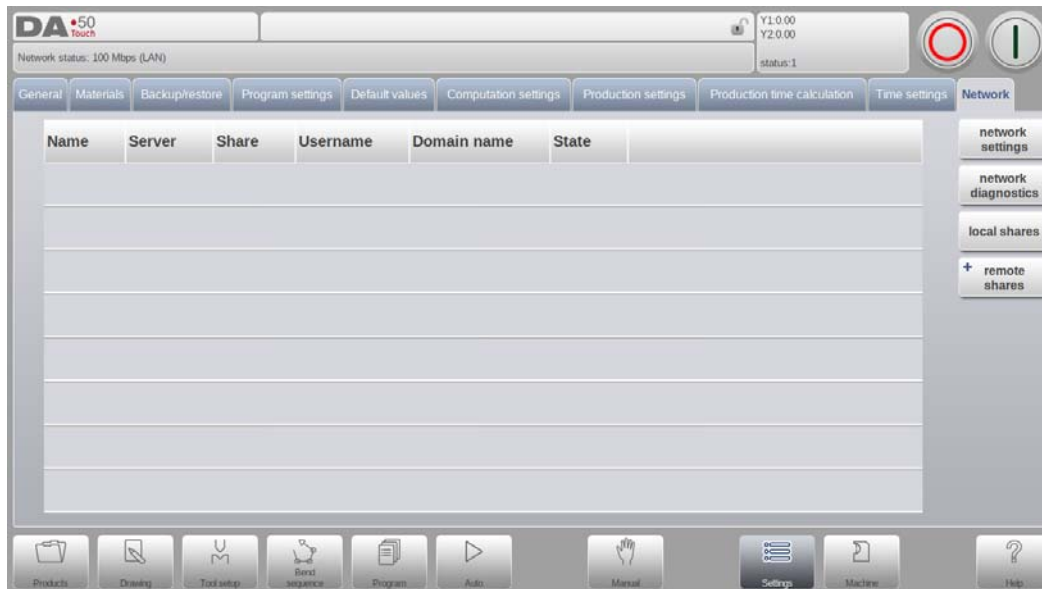 DA•50
Touch
Y1:0.00
Y2:0.00
Network status: 100 Mbps (LAN)
status:1
General Materials Backup/restore Program settings Default values Computation settings Production settings Production time calculation Time settings Network
Name Server Share Username Domain name State
network
settings
network
diagnostics
local shares
+ remote
shares
Products Drawing Tool setup Bend
sequence Program Auto Manual Settings Machine Help